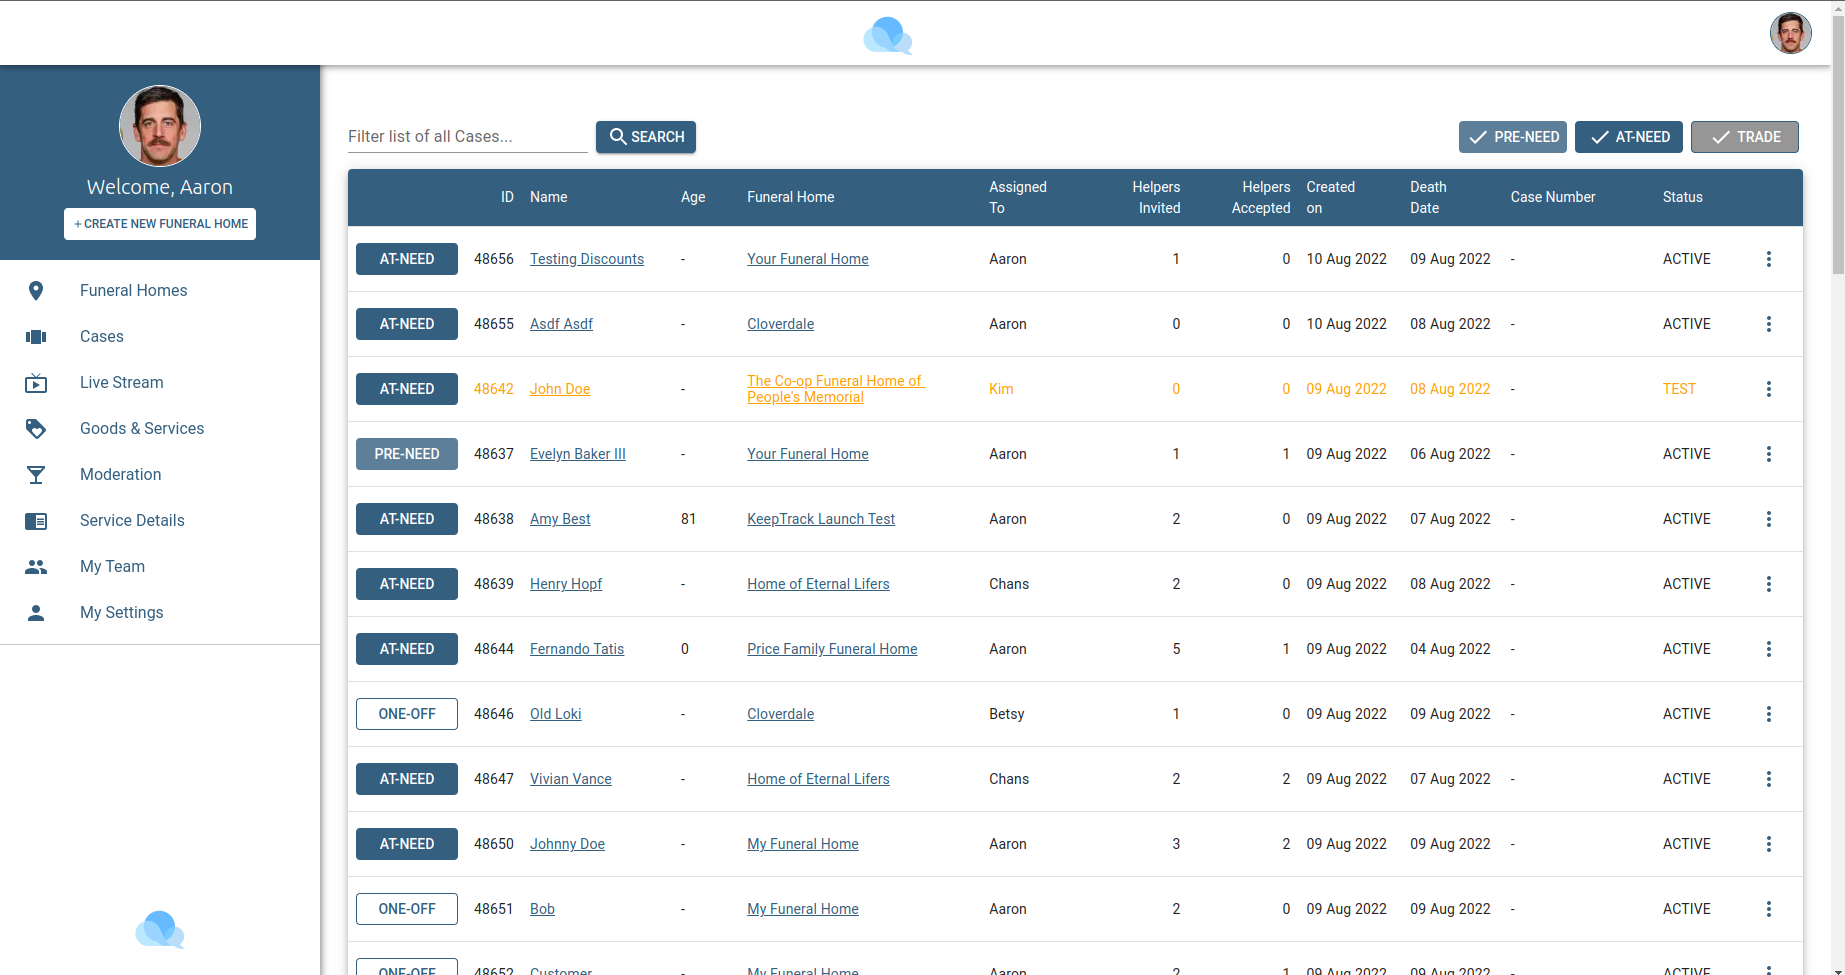 Welcome, Aaron
+ CREATE NEW FUNERAL HOME
Funeral Homes
Cases
Live Stream
Goods & Services
Moderation
Service Details
My Team
My Settings
Filter list of all Cases...
SEARCH
PRE-NEED
AT-NEED
TRADE
ID Name Age Funeral Home Assigned To Helpers Invited Helpers Accepted Created on Death Date Case Number Status
AT-NEED 48656 Testing Discounts - Your Funeral Home Aaron 1 0 10 Aug 2022 09 Aug 2022 - ACTIVE
AT-NEED 48655 Asdf Asdf - Cloverdale Aaron 0 0 10 Aug 2022 08 Aug 2022 - ACTIVE
AT-NEED 48642 John Doe - The Co-op Funeral Home of People's Memorial Kim 0 0 09 Aug 2022 08 Aug 2022 - TEST
PRE-NEED 48637 Evelyn Baker III - Your Funeral Home Aaron 1 1 09 Aug 2022 06 Aug 2022 - ACTIVE
AT-NEED 48638 Amy Best 81 KeepTrack Launch Test Aaron 2 0 09 Aug 2022 07 Aug 2022 - ACTIVE
AT-NEED 48639 Henry Hopf - Home of Eternal Lifers Chans 2 0 09 Aug 2022 08 Aug 2022 - ACTIVE
AT-NEED 48644 Fernando Tatis 0 Price Family Funeral Home Aaron 5 1 09 Aug 2022 04 Aug 2022 - ACTIVE
ONE-OFF 48646 Old Loki - Cloverdale Betsy 1 0 09 Aug 2022 09 Aug 2022 - ACTIVE
AT-NEED 48647 Vivian Vance - Home of Eternal Lifers Chans 2 2 09 Aug 2022 07 Aug 2022 - ACTIVE
AT-NEED 48650 Johnny Doe - My Funeral Home Aaron 3 2 09 Aug 2022 09 Aug 2022 - ACTIVE
ONE-OFF 48651 Bob - My Funeral Home Aaron 2 0 09 Aug 2022 09 Aug 2022 - ACTIVE
ONE-OFF 48652 Customer - My Funeral Home Aaron 2 1 09 Aug 2022 09 Aug 2022 - ACTIVE